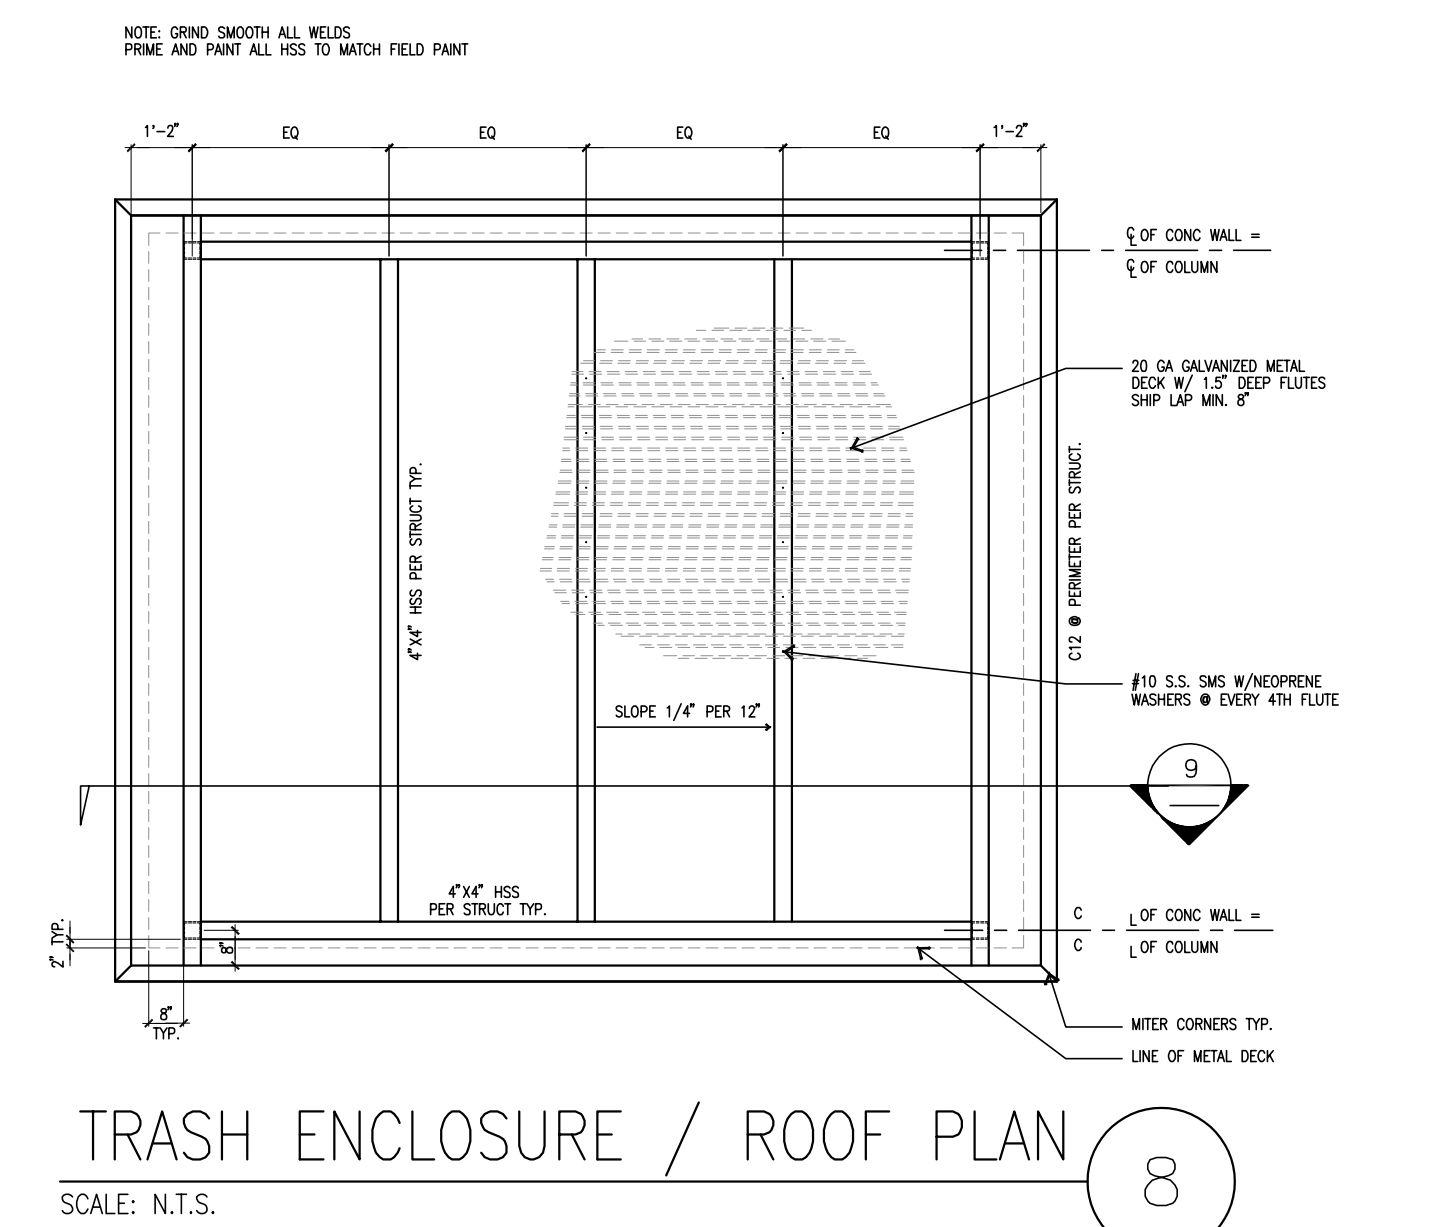 NOTE: GRIND SMOOTH ALL WELDS
PRIME AND PAINT ALL HSS TO MATCH FIELD PAINT
1'-2" EQ EQ EQ EQ 1'-2"
℄ OF CONC WALL =
℄ OF COLUMN
20 GA GALVANIZED METAL
DECK W/ 1.5" DEEP FLUTES
SHIP LAP MIN. 8"
4"X4" HSS PER STRUCT TYP.
C12 @ PERIMETER PER STRUCT.
#10 S.S. SMS W/NEOPRENE
WASHERS @ EVERY 4TH FLUTE
SLOPE 1/4" PER 12"
9
4"X4" HSS
PER STRUCT TYP.
C L OF CONC WALL =
C L OF COLUMN
2" TYP.
8"
8"
TYP.
MITER CORNERS TYP.
LINE OF METAL DECK
TRASH ENCLOSURE / ROOF PLAN
8
SCALE: N.T.S.